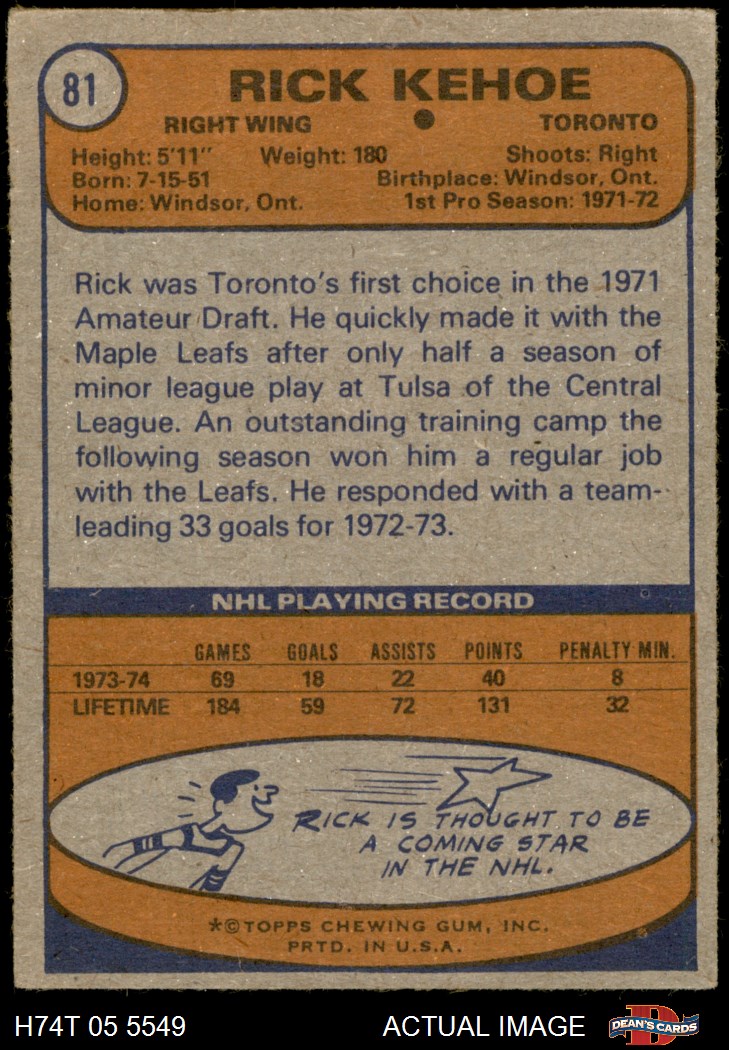 81
RICK KEHOE
RIGHT WING TORONTO
Height: 5'11" Weight: 180 Shoots: Right
Born: 7-15-51 Birthplace: Windsor, Ont.
Home: Windsor, Ont. 1st Pro Season: 1971-72
Rick was Toronto's first choice in the 1971
Amateur Draft. He quickly made it with the
Maple Leafs after only half a season of
minor league play at Tulsa of the Central
League. An outstanding training camp the
following season won him a regular job
with the Leafs. He responded with a team-
leading 33 goals for 1972-73.
NHL PLAYING RECORD
GAMES GOALS ASSISTS POINTS PENALTY MIN.
1973-74 69 18 22 40 8
LIFETIME 184 59 72 131 32
RICK IS THOUGHT TO BE
A COMING STAR
IN THE NHL.
*©TOPPS CHEWING GUM, INC.
PRTD. IN U.S.A.
H74T 05 5549 ACTUAL IMAGE D DEAN'S CARDS